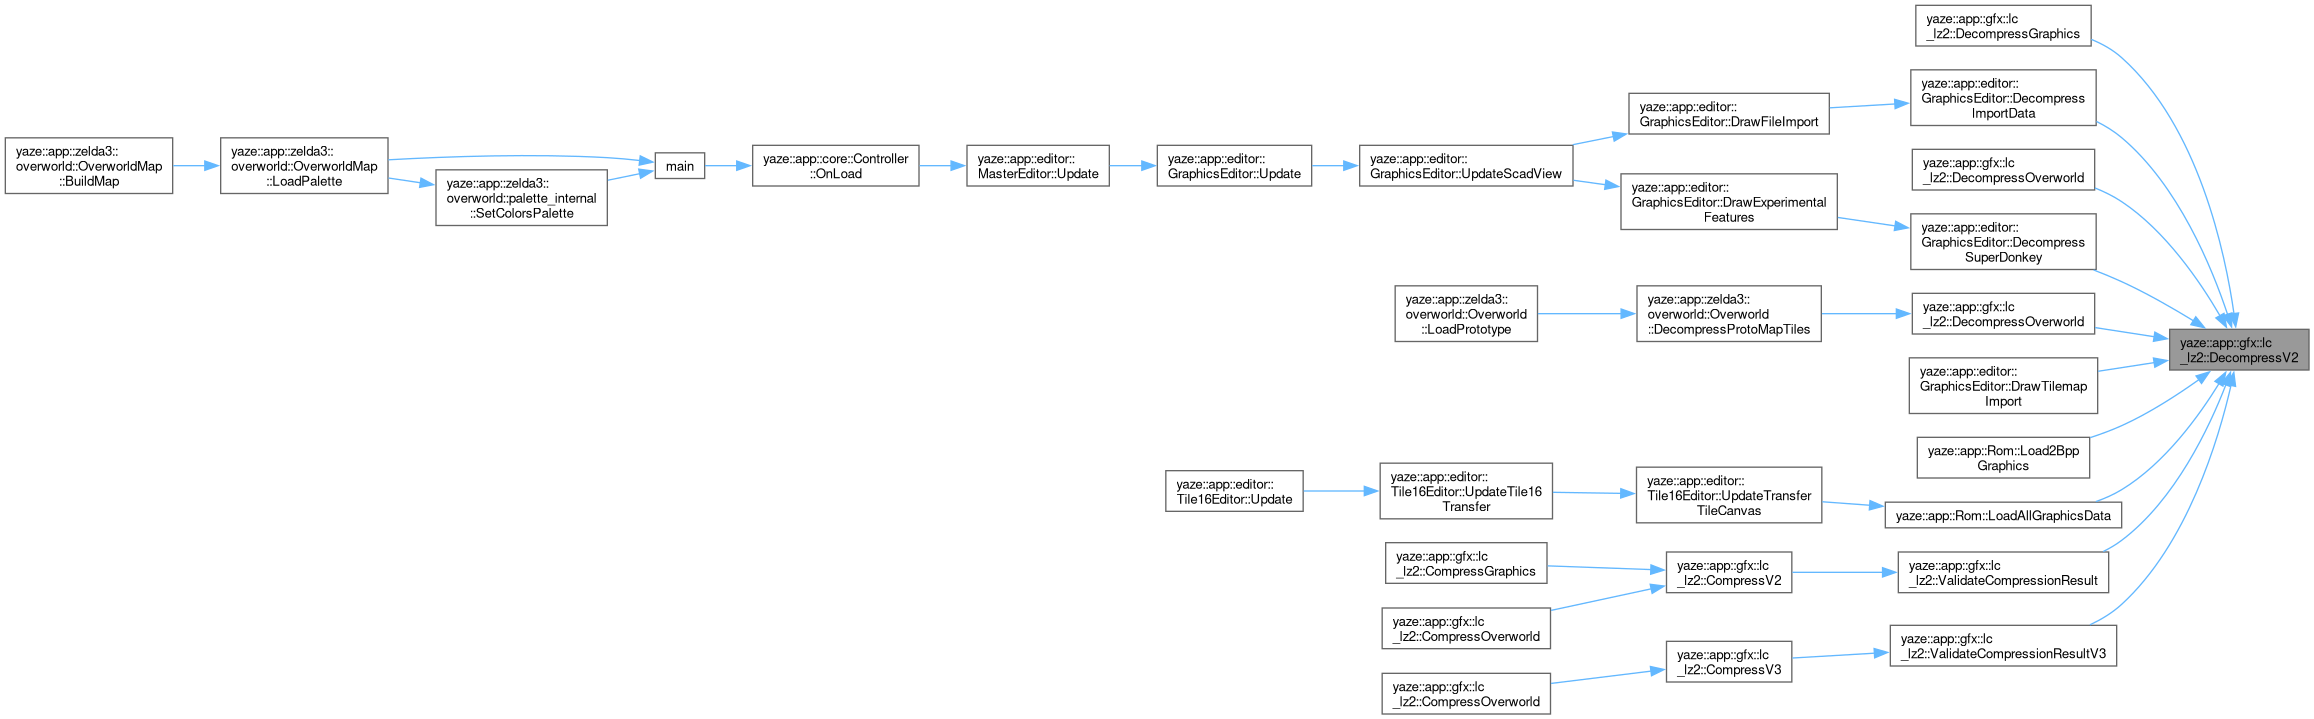 yaze::app::gfx::lc
_lz2::DecompressGraphics
yaze::app::editor::
GraphicsEditor::Decompress
ImportData
yaze::app::editor::
GraphicsEditor::DrawFileImport
yaze::app::zelda3::
overworld::OverworldMap
::BuildMap
yaze::app::zelda3::
overworld::OverworldMap
::LoadPalette
yaze::app::zelda3::
overworld::palette_internal
::SetColorsPalette
main
yaze::app::core::Controller
::OnLoad
yaze::app::editor::
MasterEditor::Update
yaze::app::editor::
GraphicsEditor::Update
yaze::app::editor::
GraphicsEditor::UpdateScadView
yaze::app::editor::
GraphicsEditor::DrawExperimental
Features
yaze::app::gfx::lc
_lz2::DecompressOverworld
yaze::app::editor::
GraphicsEditor::Decompress
SuperDonkey
yaze::app::zelda3::
overworld::Overworld
::LoadPrototype
yaze::app::zelda3::
overworld::Overworld
::DecompressProtoMapTiles
yaze::app::gfx::lc
_lz2::DecompressOverworld
yaze::app::gfx::lc
_lz2::DecompressV2
yaze::app::editor::
GraphicsEditor::DrawTilemap
Import
yaze::app::Rom::Load2Bpp
Graphics
yaze::app::editor::
Tile16Editor::Update
yaze::app::editor::
Tile16Editor::UpdateTile16
Transfer
yaze::app::editor::
Tile16Editor::UpdateTransfer
TileCanvas
yaze::app::Rom::LoadAllGraphicsData
yaze::app::gfx::lc
_lz2::CompressGraphics
yaze::app::gfx::lc
_lz2::CompressV2
yaze::app::gfx::lc
_lz2::ValidateCompressionResult
yaze::app::gfx::lc
_lz2::CompressOverworld
yaze::app::gfx::lc
_lz2::CompressV3
yaze::app::gfx::lc
_lz2::ValidateCompressionResultV3
yaze::app::gfx::lc
_lz2::CompressOverworld